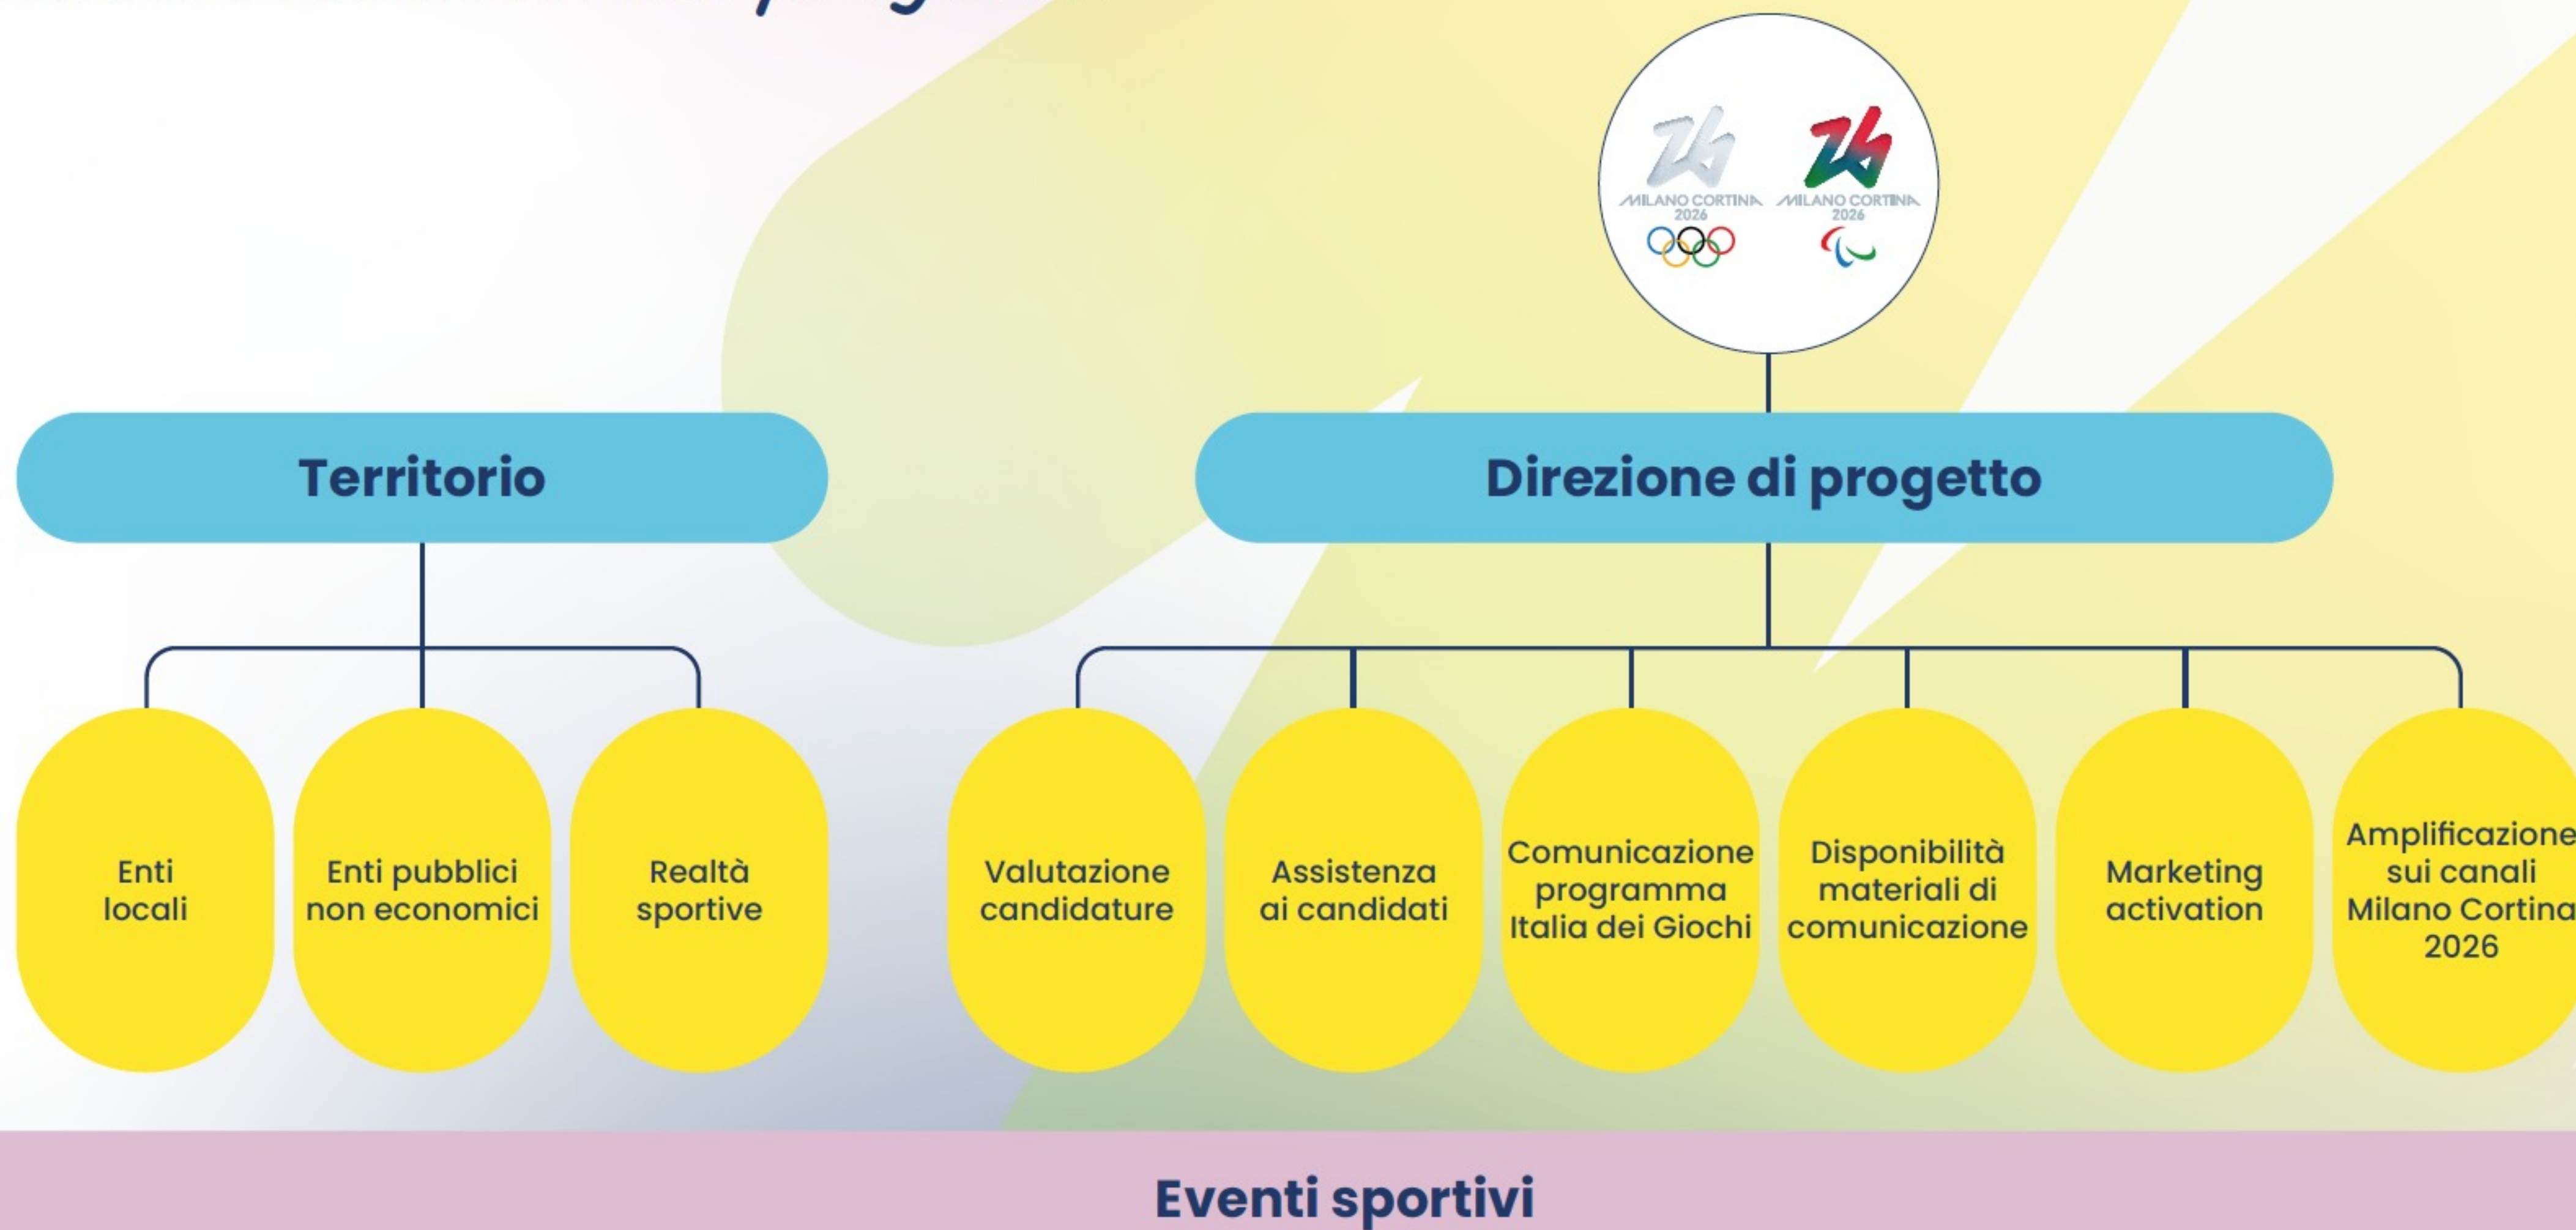 MILANO CORTINA
2026
MILANO CORTINA
2026
Territorio
Direzione di progetto
Enti
locali
Enti pubblici
non economici
Realtà
sportive
Valutazione
candidature
Assistenza
ai candidati
Comunicazione
programma
Italia dei Giochi
Disponibilità
materiali di
comunicazione
Marketing
activation
Amplificazione
sui canali
Milano Cortina
2026
Eventi sportivi